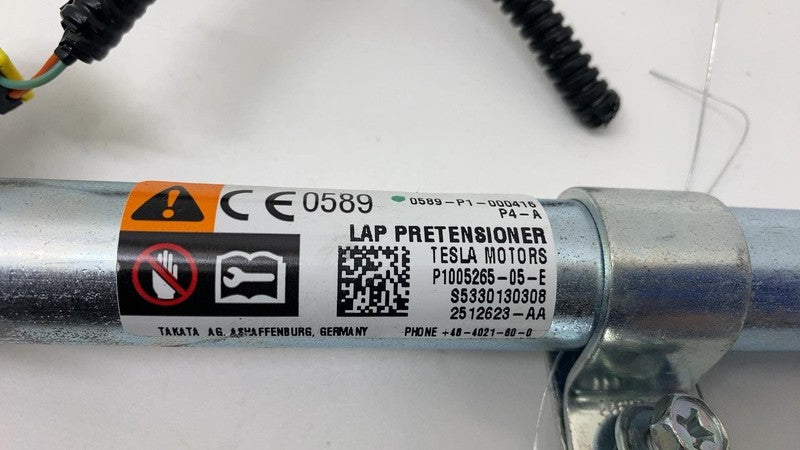 CE 0589
0589-P1-000416
P4-A
LAP PRETENSIONER
TESLA MOTORS
P1005265-05-E
S5330130308
2512623-AA
TAKATA AG, ASHAFFENBURG, GERMANY
PHONE +48-4021-60-0